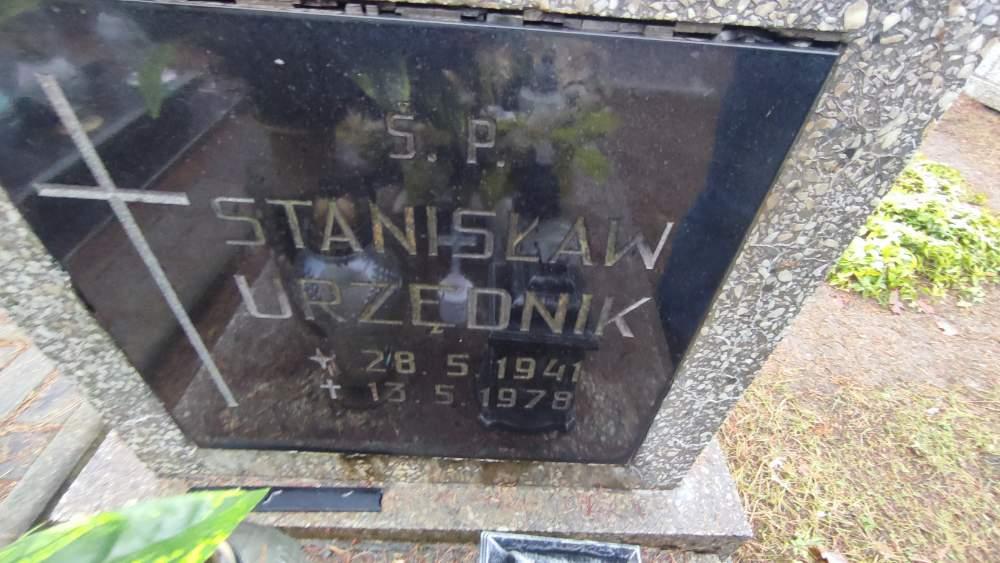 Ś. P.
STANISŁAW
URZĘDNIK
* 28. 5. 1941
✝ 13. 5. 1978